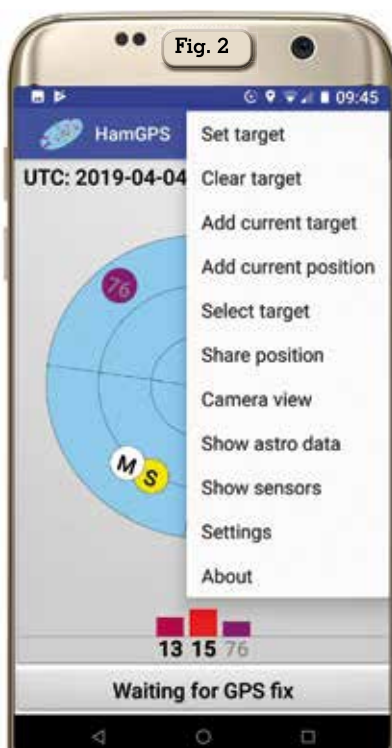 Fig. 2
09:45
HamGPS
UTC: 2019-04-04
Set target
Clear target
Add current target
Add current position
Select target
Share position
Camera view
Show astro data
Show sensors
Settings
About
76
M
S
13 15 76
Waiting for GPS fix